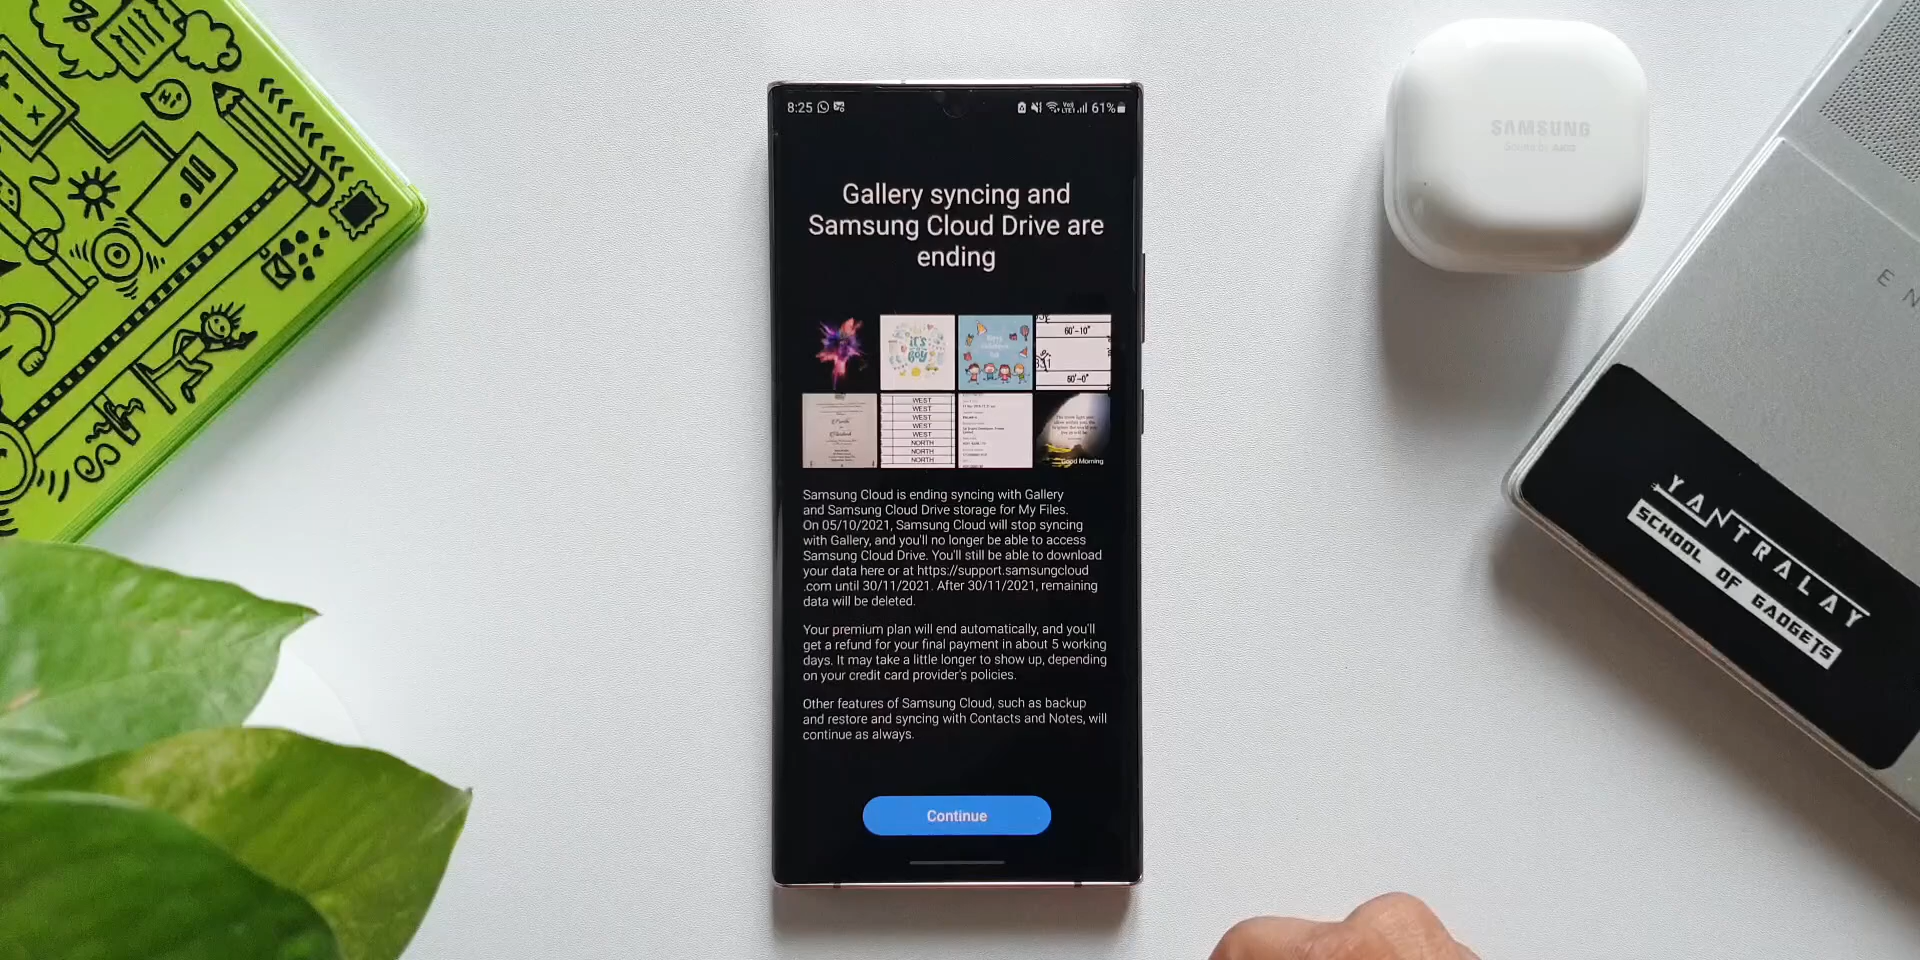 Hi
8:25
VoLTE1 61%
Gallery syncing and
Samsung Cloud Drive are
ending
it's
boy
60'-10"
60'-0"
WEST
WEST
WEST
WEST
WEST
NORTH
NORTH
NORTH
Good Morning
Samsung Cloud is ending syncing with Gallery
and Samsung Cloud Drive storage for My Files.
On 05/10/2021, Samsung Cloud will stop syncing
with Gallery, and you'll no longer be able to access
Samsung Cloud Drive. You'll still be able to download
your data here or at https://support.samsungcloud
.com until 30/11/2021. After 30/11/2021, remaining
data will be deleted.
Your premium plan will end automatically, and you'll
get a refund for your final payment in about 5 working
days. It may take a little longer to show up, depending
on your credit card provider's policies.
Other features of Samsung Cloud, such as backup
and restore and syncing with Contacts and Notes, will
continue as always.
Continue
SAMSUNG
Sound by AKG
EN
YANTRALAY
SCHOOL OF GADGETS